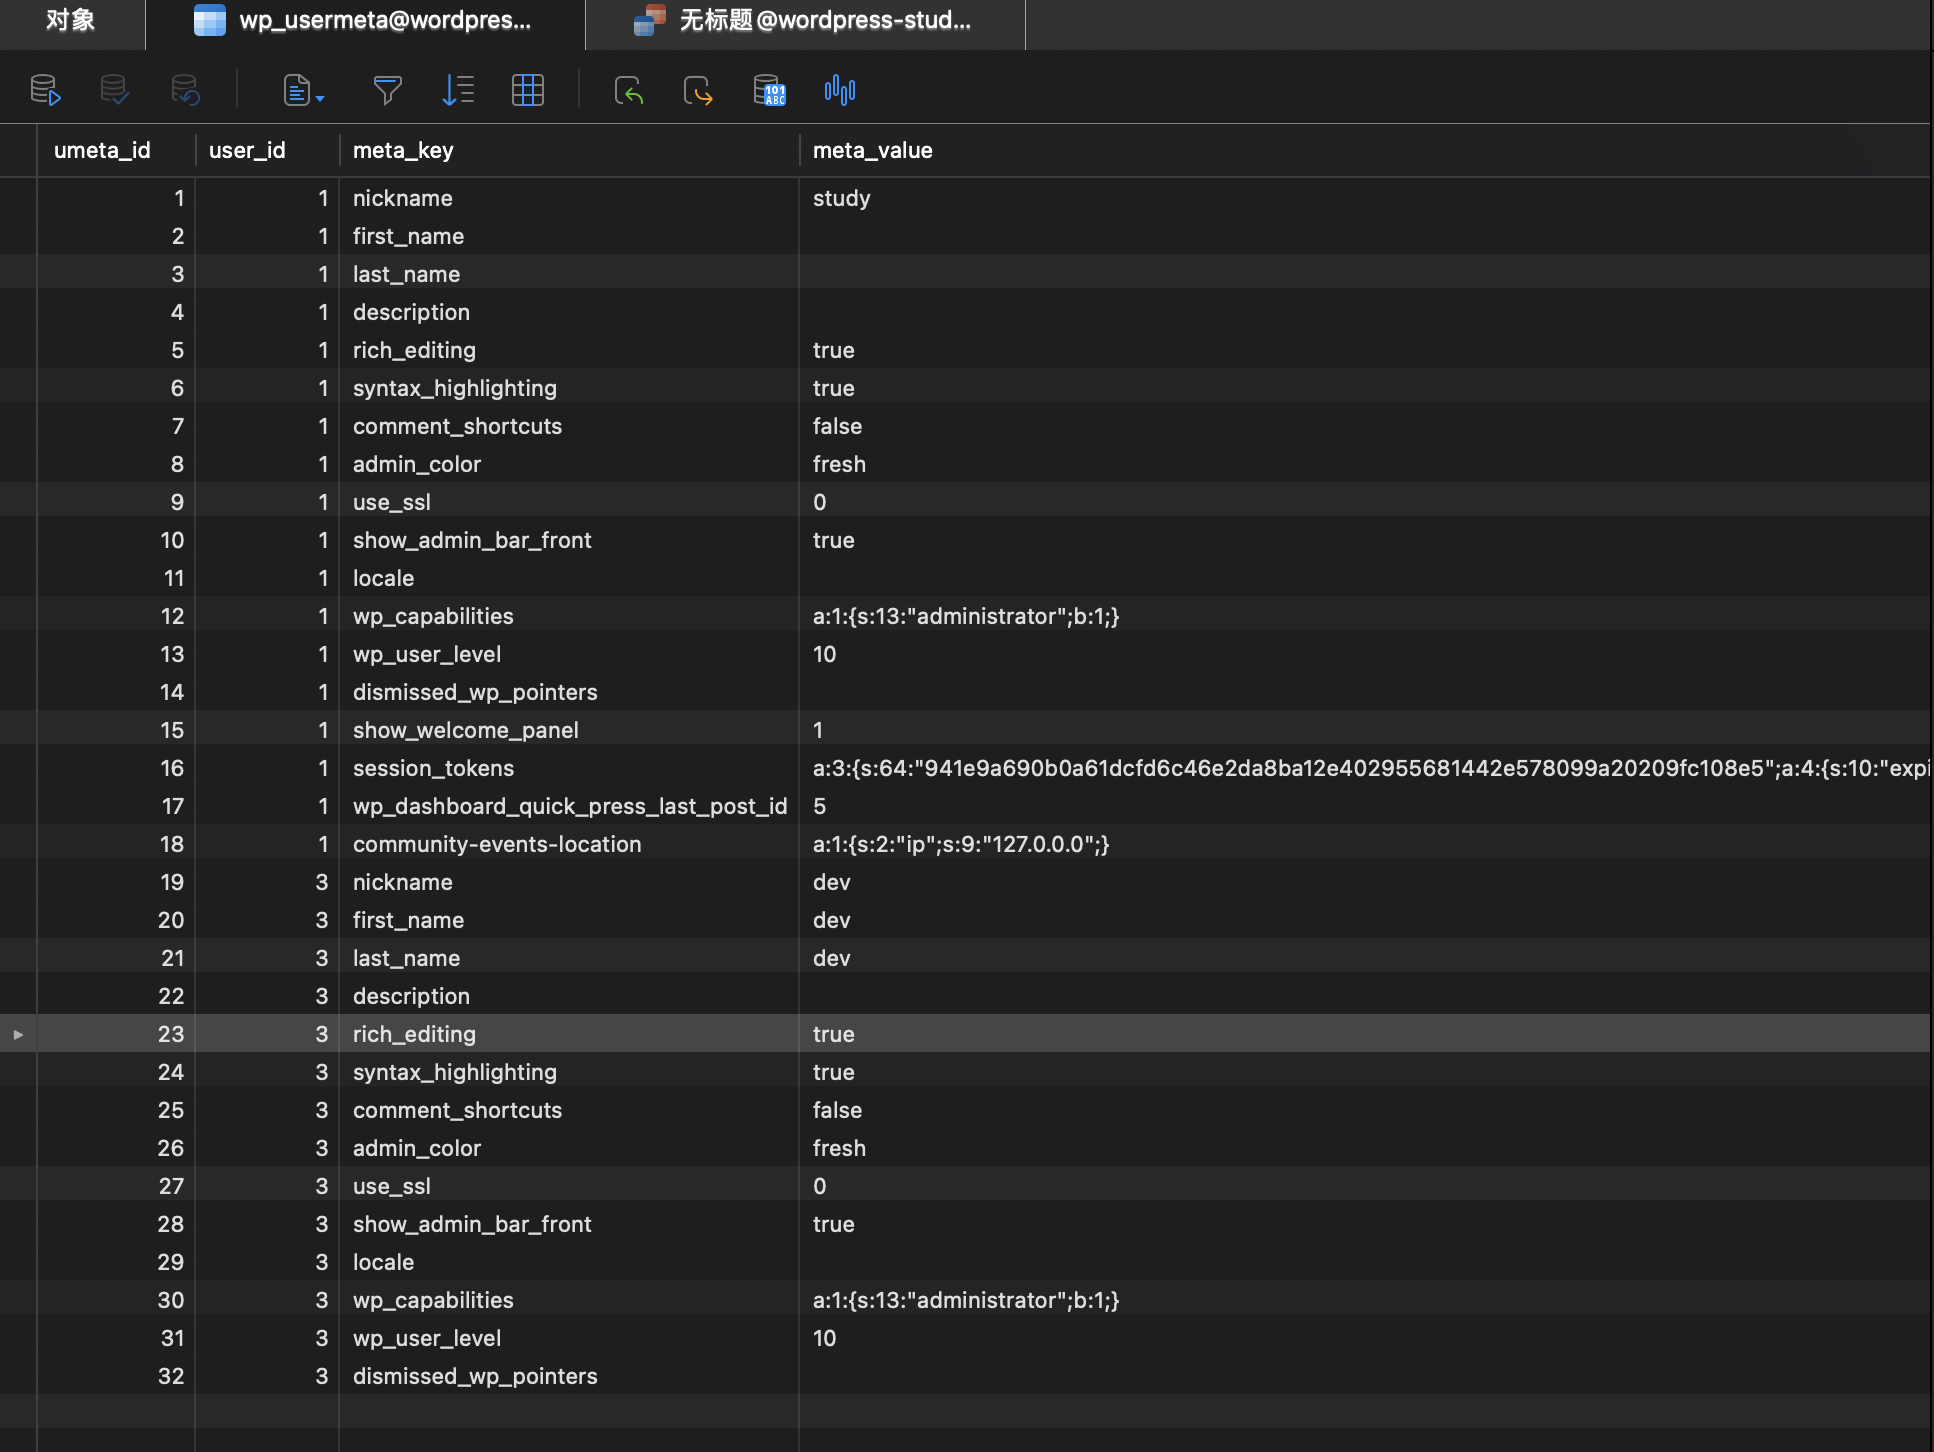 对象 wp_usermeta@wordpres... 无标题@wordpress-stud...
101
ABC
umeta_id user_id meta_key meta_value
1 1 nickname study
2 1 first_name
3 1 last_name
4 1 description
5 1 rich_editing true
6 1 syntax_highlighting true
7 1 comment_shortcuts false
8 1 admin_color fresh
9 1 use_ssl 0
10 1 show_admin_bar_front true
11 1 locale
12 1 wp_capabilities a:1:{s:13:"administrator";b:1;}
13 1 wp_user_level 10
14 1 dismissed_wp_pointers
15 1 show_welcome_panel 1
16 1 session_tokens a:3:{s:64:"941e9a690b0a61dcfd6c46e2da8ba12e402955681442e578099a20209fc108e5";a:4:{s:10:"expi
17 1 wp_dashboard_quick_press_last_post_id 5
18 1 community-events-location a:1:{s:2:"ip";s:9:"127.0.0.0";}
19 3 nickname dev
20 3 first_name dev
21 3 last_name dev
22 3 description
23 3 rich_editing true
24 3 syntax_highlighting true
25 3 comment_shortcuts false
26 3 admin_color fresh
27 3 use_ssl 0
28 3 show_admin_bar_front true
29 3 locale
30 3 wp_capabilities a:1:{s:13:"administrator";b:1;}
31 3 wp_user_level 10
32 3 dismissed_wp_pointers